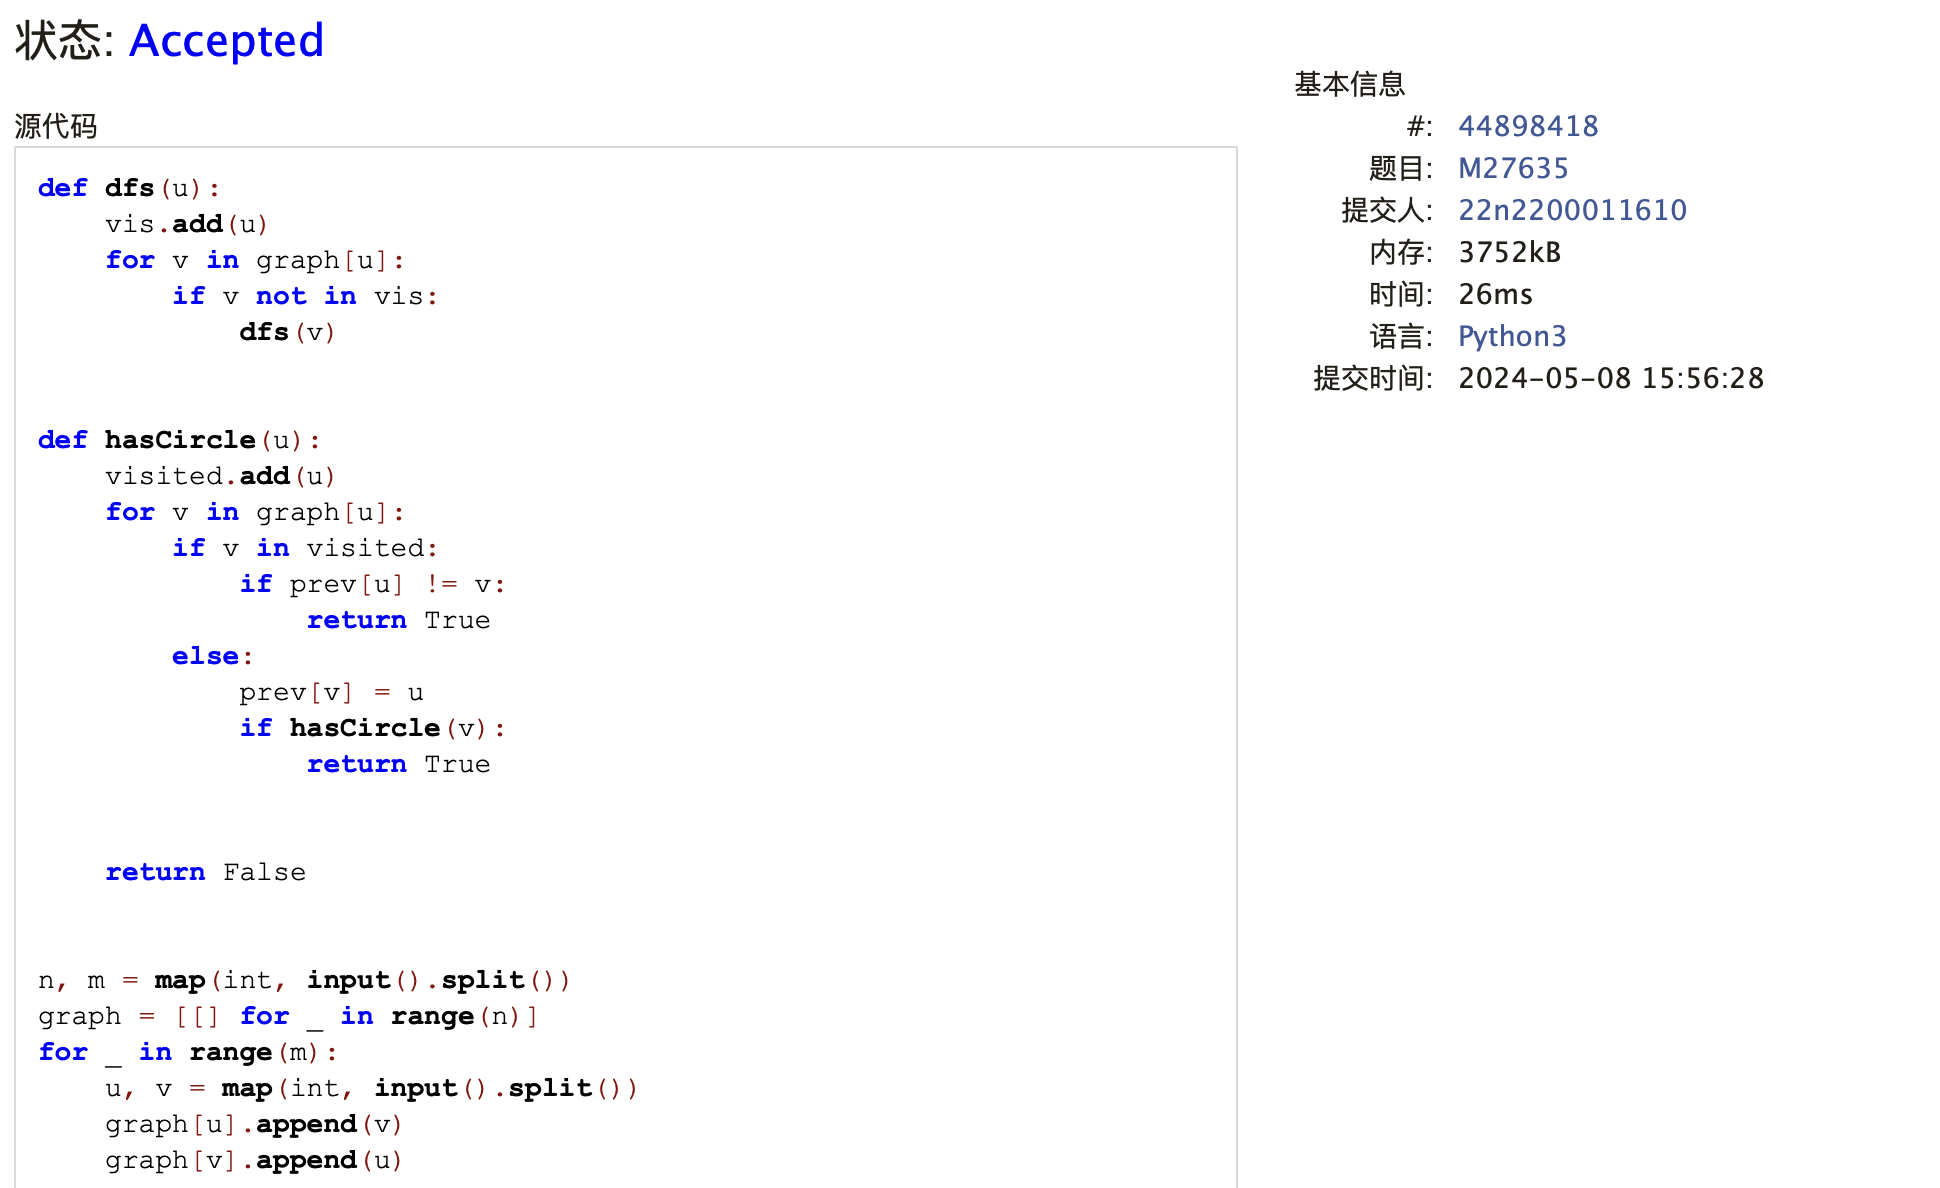 状态: Accepted
源代码
def dfs(u):
    vis.add(u)
    for v in graph[u]:
        if v not in vis:
            dfs(v)
def hasCircle(u):
    visited.add(u)
    for v in graph[u]:
        if v in visited:
            if prev[u] != v:
                return True
        else:
            prev[v] = u
            if hasCircle(v):
                return True
    return False
n, m = map(int, input().split())
graph = [[] for _ in range(n)]
for _ in range(m):
    u, v = map(int, input().split())
    graph[u].append(v)
    graph[v].append(u)
基本信息
#: 44898418
题目: M27635
提交人: 22n2200011610
内存: 3752kB
时间: 26ms
语言: Python3
提交时间: 2024-05-08 15:56:28